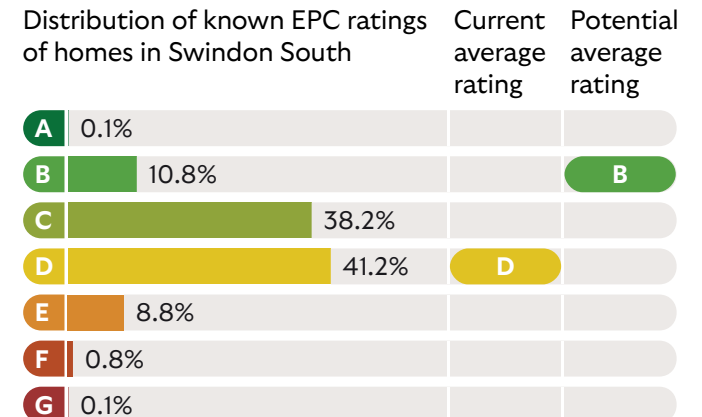 Distribution of known EPC ratings
of homes in Swindon South
Current
average
rating
Potential
average
rating
A 0.1%
B 10.8% B
C 38.2%
D 41.2% D
E 8.8%
F 0.8%
G 0.1%